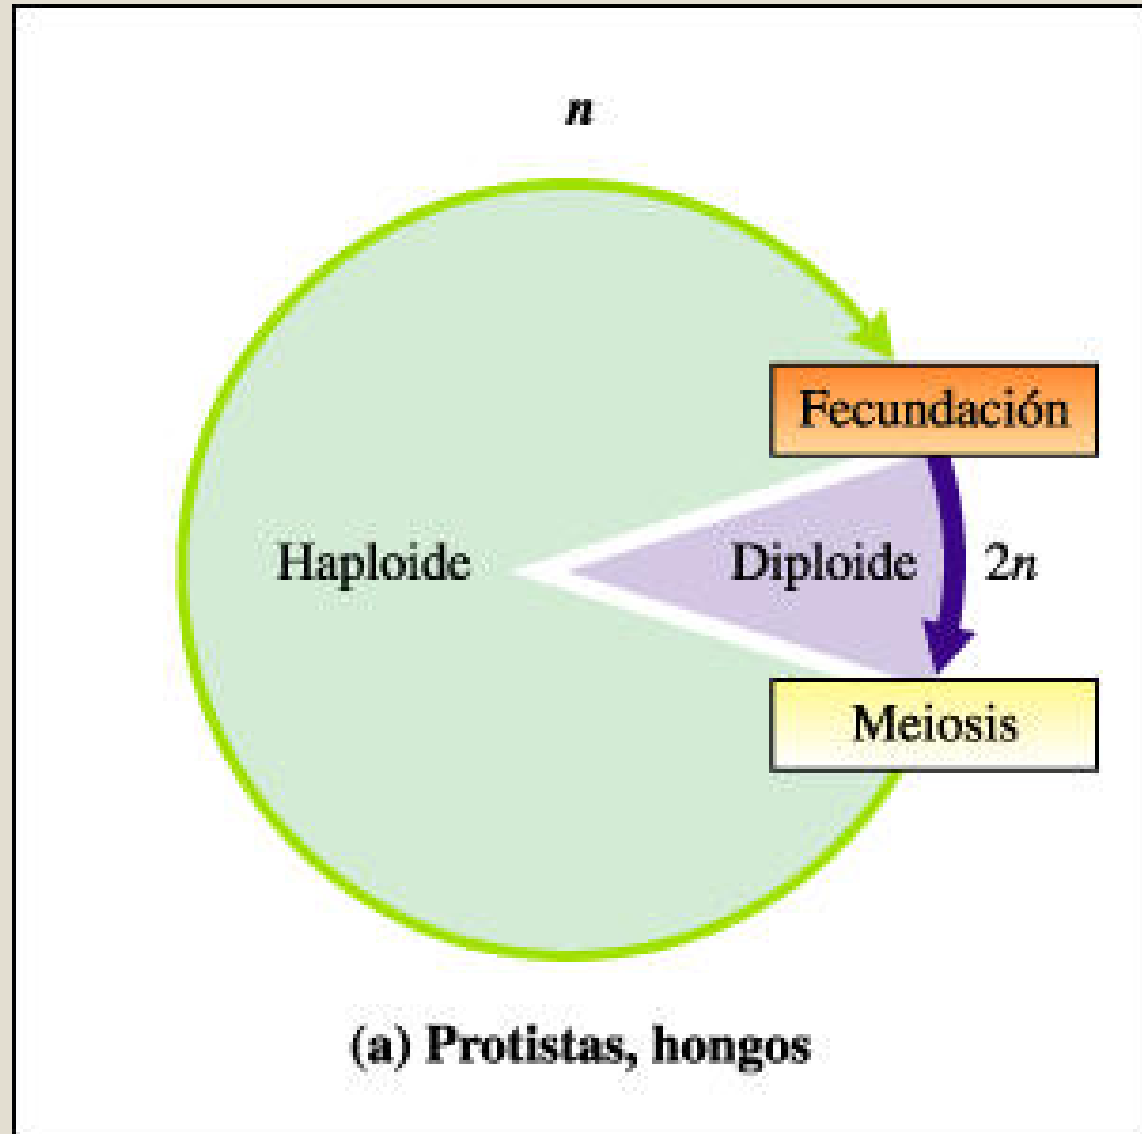 n
Fecundación
Haploide
Diploide
2n
Meiosis
(a) Protistas, hongos